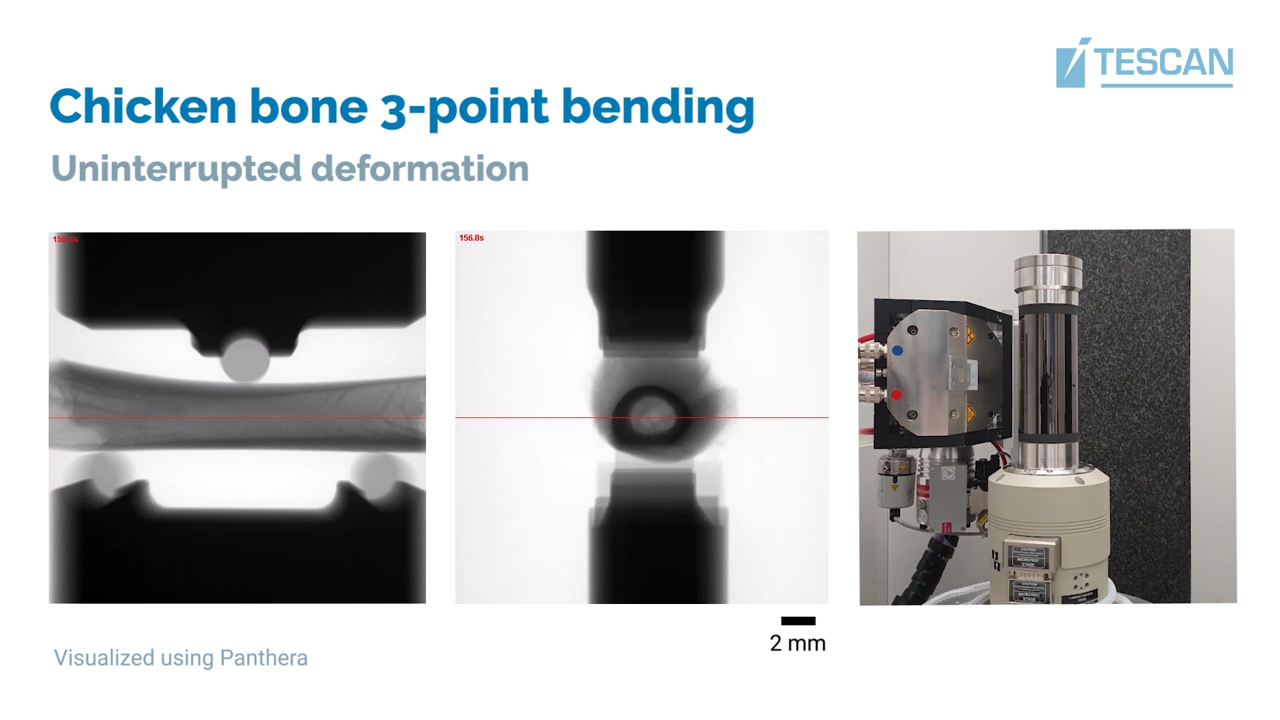 TESCAN
Chicken bone 3-point bending
Uninterrupted deformation
156.8s
2 mm
Visualized using Panthera